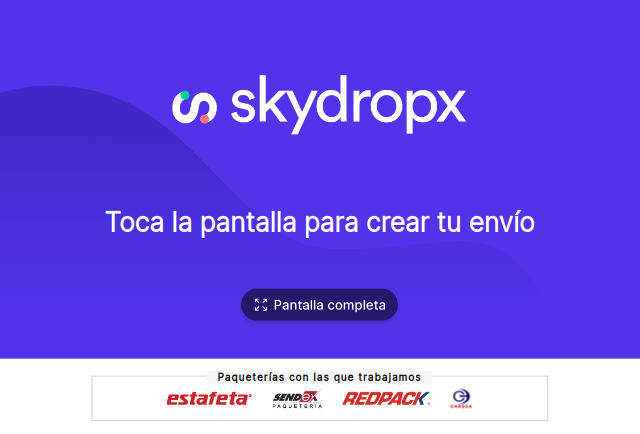 skydropx
Toca la pantalla para crear tu envío
Pantalla completa
Paqueterías con las que trabajamos
estafeta
SENDEX
PAQUETERÍA
REDPACK